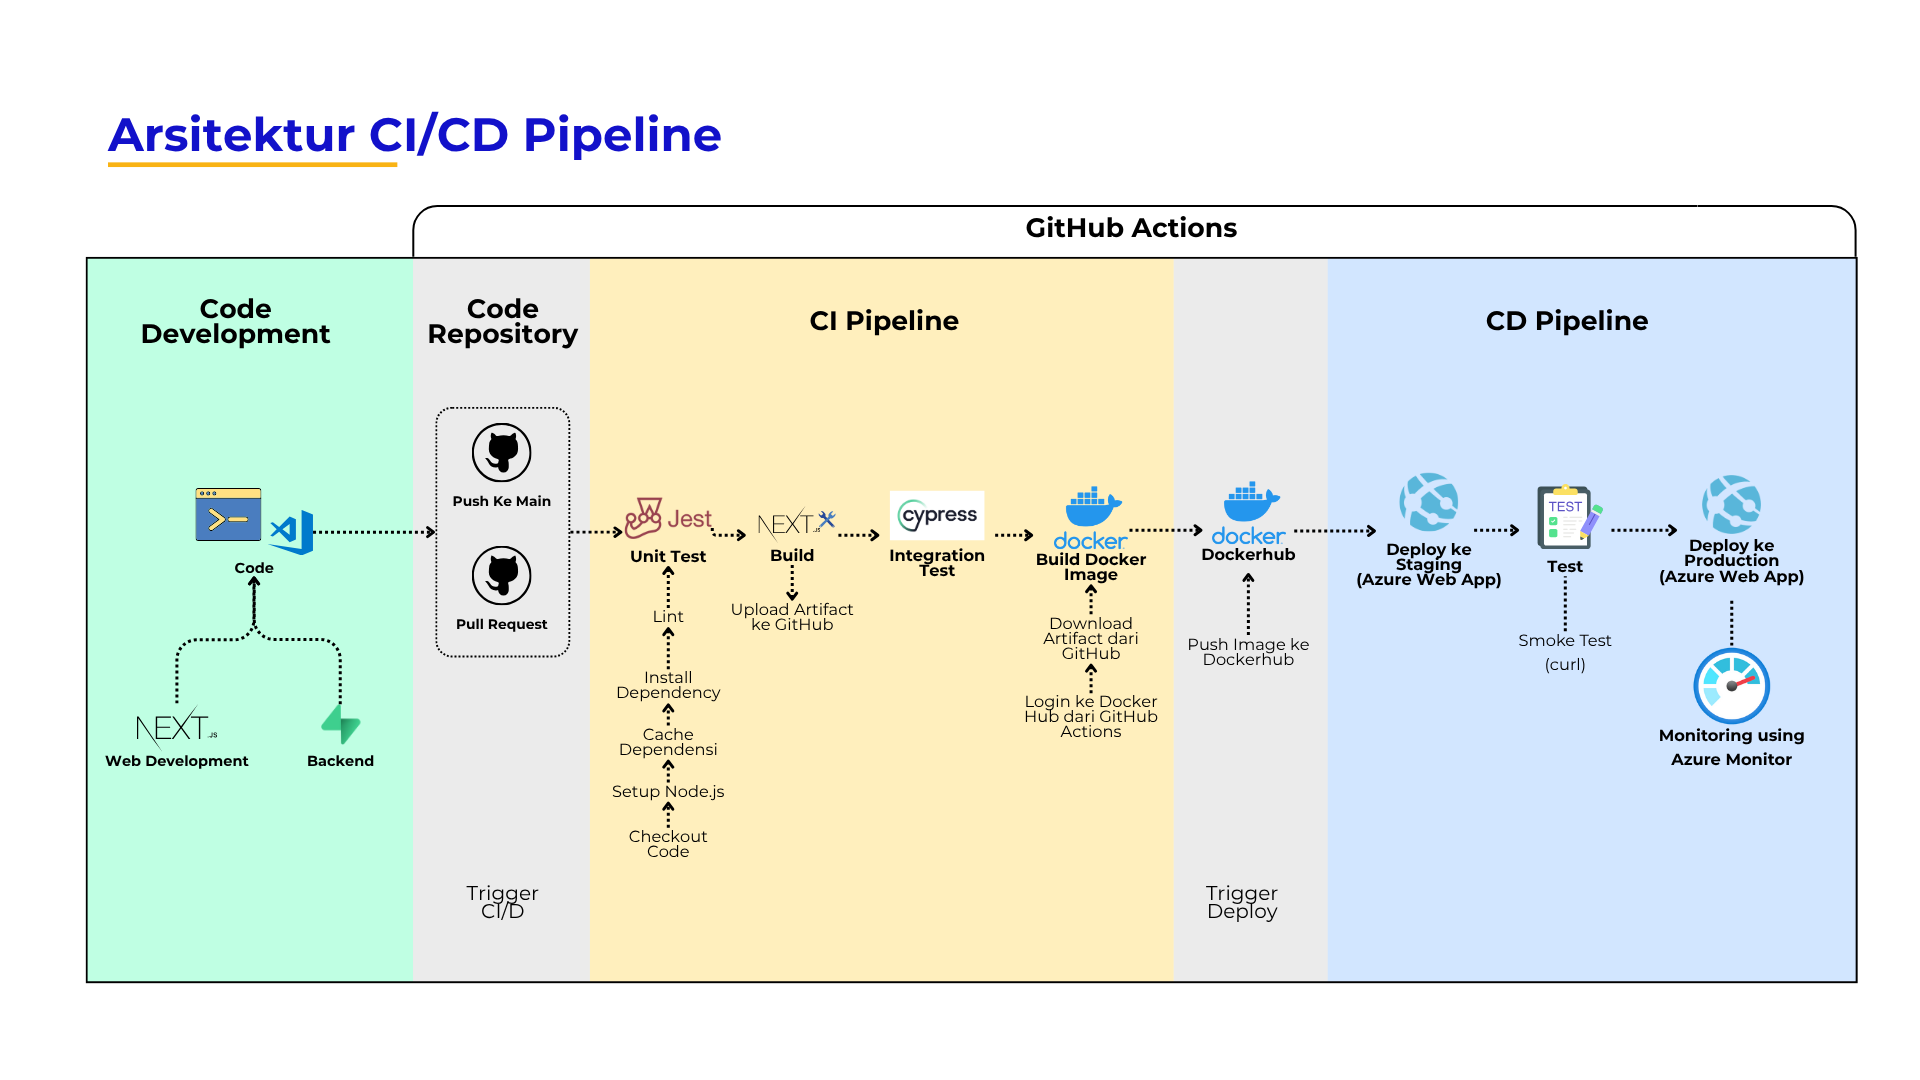 Arsitektur CI/CD Pipeline
GitHub Actions
Code
Development
Code
Repository
CI Pipeline
CD Pipeline
Code
NEXT.JS
Web Development
Backend
Push Ke Main
Pull Request
Trigger
CI/D
Jest
Unit Test
Lint
Install
Dependency
Cache
Dependensi
Setup Node.js
Checkout
Code
NEXT.JS
Build
Upload Artifact
ke GitHub
cypress
Integration
Test
docker
Build Docker
Image
Download
Artifact dari
GitHub
Login ke Docker
Hub dari GitHub
Actions
docker
Dockerhub
Push Image ke
Dockerhub
Trigger
Deploy
Deploy ke
Staging
(Azure Web App)
TEST
Test
Smoke Test
(curl)
Deploy ke
Production
(Azure Web App)
Monitoring using
Azure Monitor